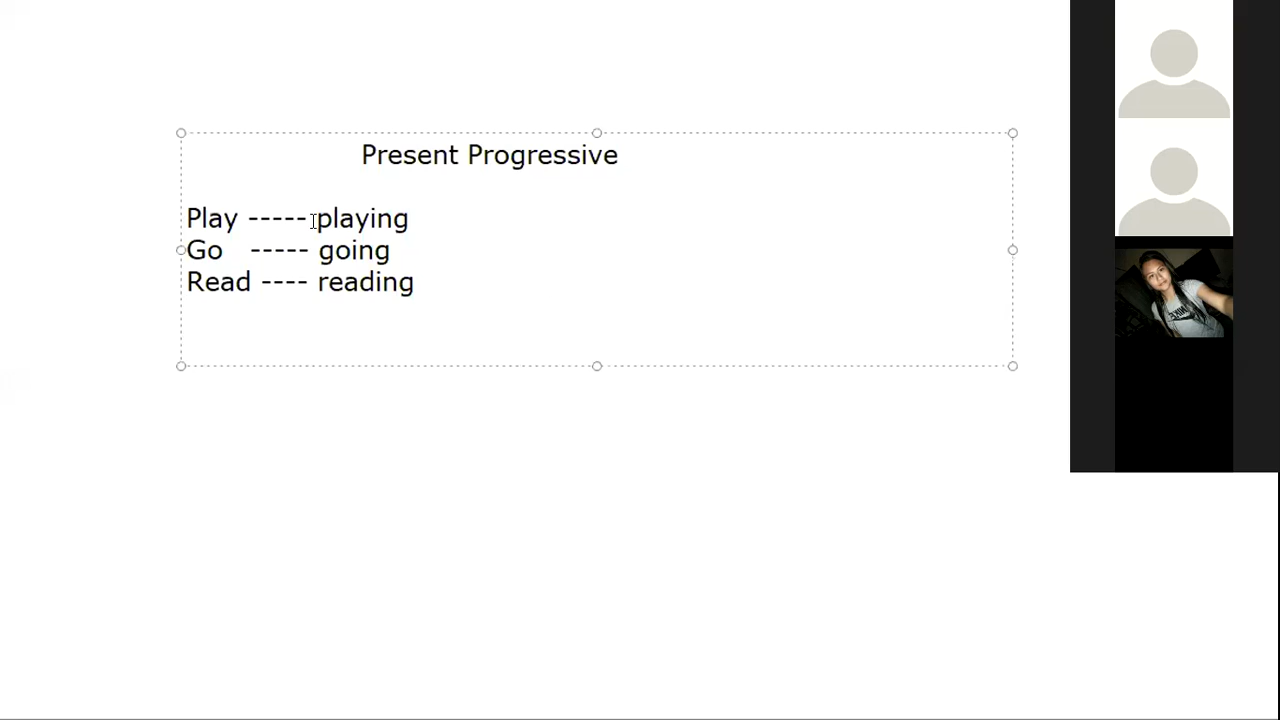 Present Progressive
Play ----- playing
Go ----- going
Read ---- reading